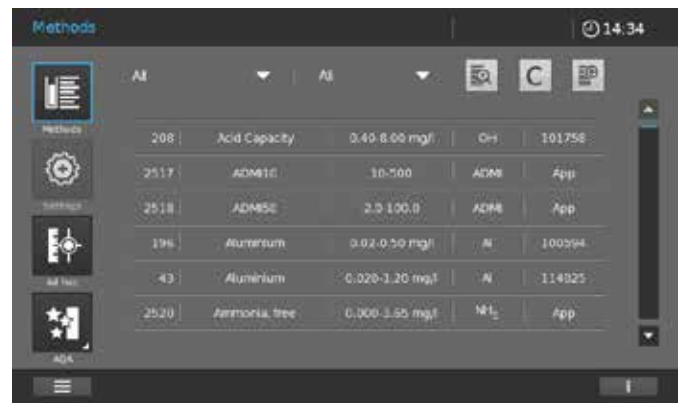 Methods 14:34
All All C
Methods
208 Acid Capacity 0.40-8.00 mg/l OH 101758
Settings
2517 ADMI10 10-500 ADMI App
2518 ADMI50 2.0-100.0 ADMI App
196 Aluminium 0.02-0.50 mg/l Al 100594
Ad hoc
43 Aluminium 0.020-1.20 mg/l Al 114825
2520 Ammonia, free 0.000-3.65 mg/l NH₃ App
AQA